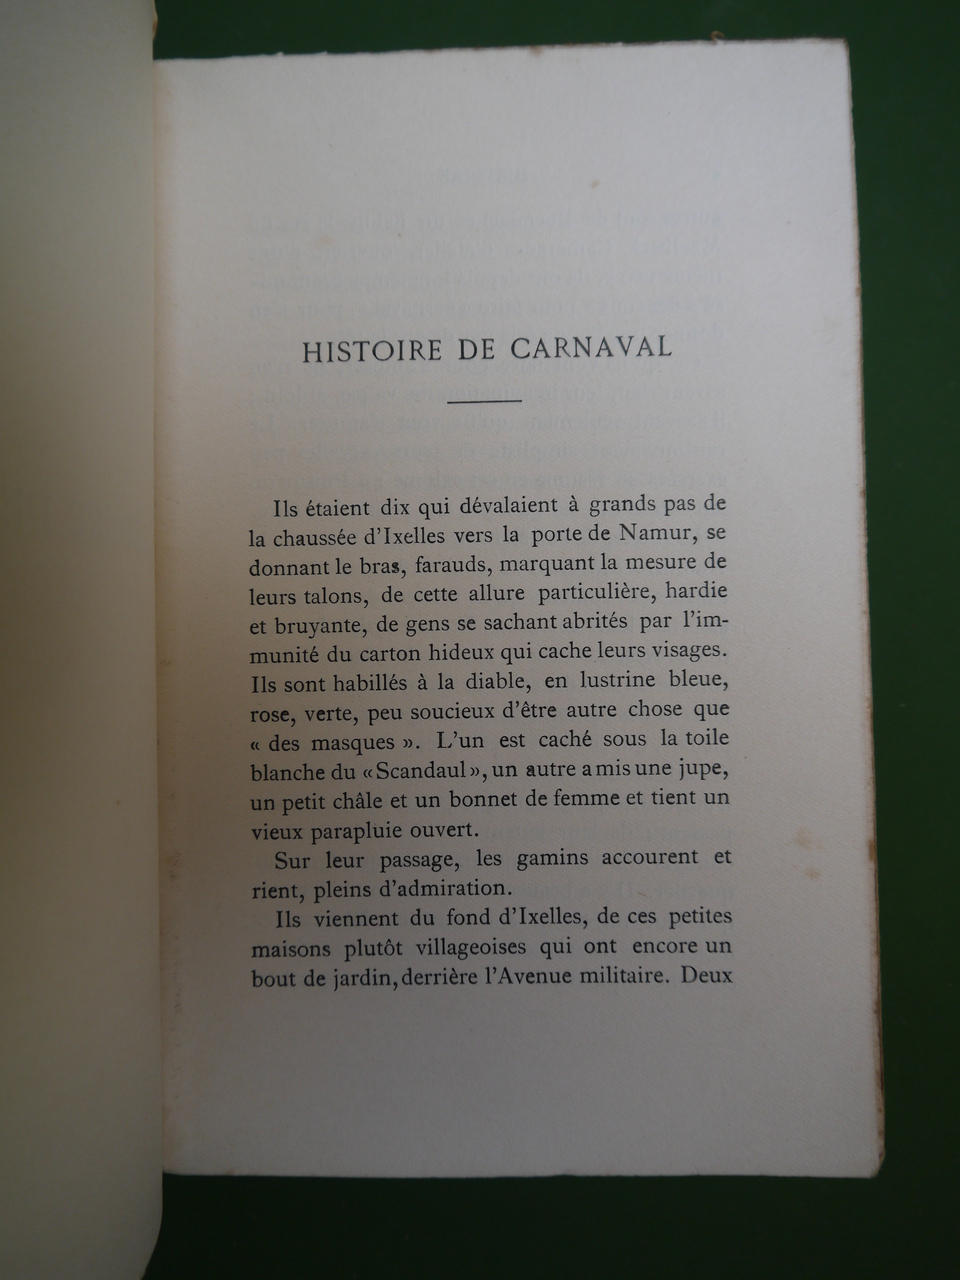 HISTOIRE DE CARNAVAL
Ils étaient dix qui dévalaient à grands pas de
la chaussée d'Ixelles vers la porte de Namur, se
donnant le bras, farauds, marquant la mesure de
leurs talons, de cette allure particulière, hardie
et bruyante, de gens se sachant abrités par l'im-
munité du carton hideux qui cache leurs visages.
Ils sont habillés à la diable, en lustrine bleue,
rose, verte, peu soucieux d'être autre chose que
« des masques ». L'un est caché sous la toile
blanche du « Scandaul », un autre a mis une jupe,
un petit châle et un bonnet de femme et tient un
vieux parapluie ouvert.
Sur leur passage, les gamins accourent et
rient, pleins d'admiration.
Ils viennent du fond d'Ixelles, de ces petites
maisons plutôt villageoises qui ont encore un
bout de jardin, derrière l'Avenue militaire. Deux